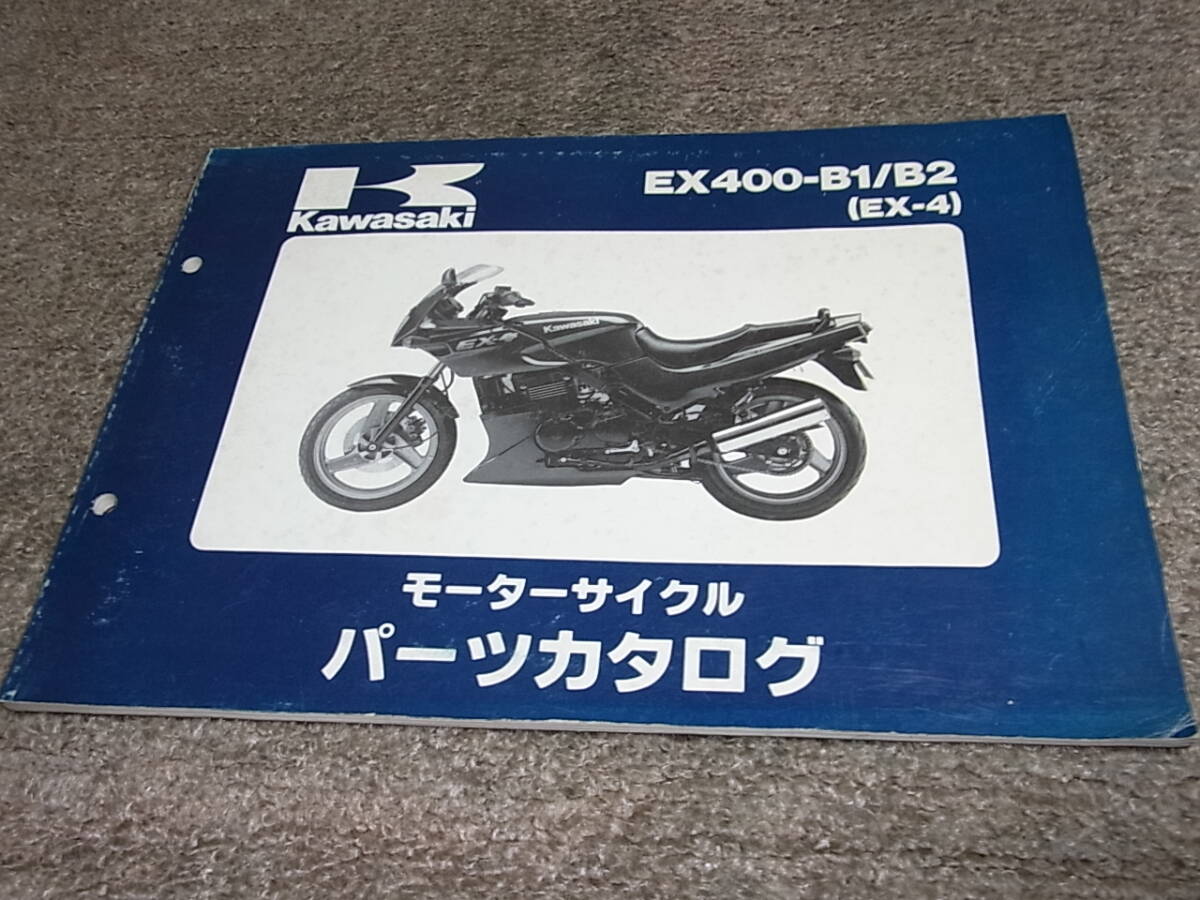 Kawasaki
EX400-B1/B2
(EX-4)
Kawasaki
EX-4
モーターサイクル
パーツカタログ